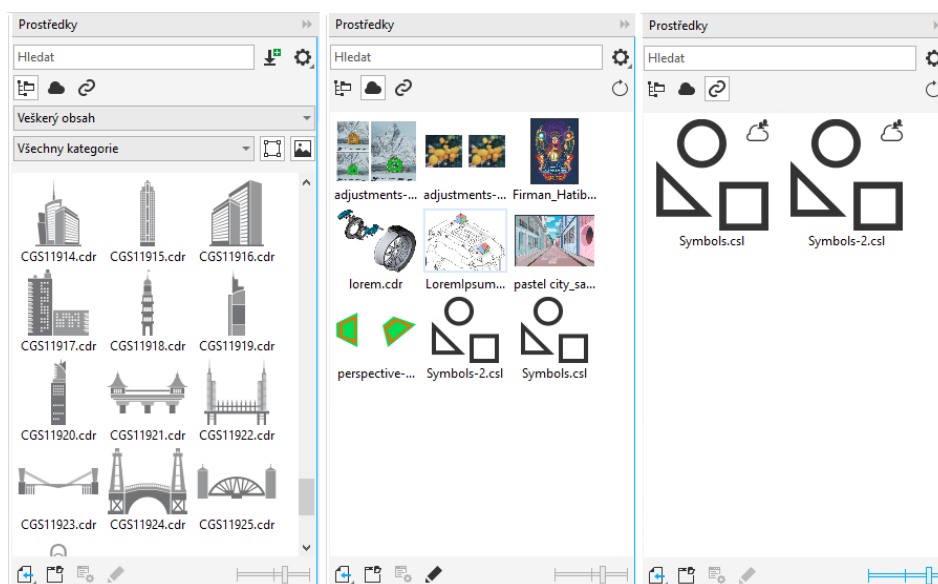 Prostředky
Hledat
Veškerý obsah
Všechny kategorie
CGS11914.cdr CGS11915.cdr CGS11916.cdr
CGS11917.cdr CGS11918.cdr CGS11919.cdr
CGS11920.cdr CGS11921.cdr CGS11922.cdr
CGS11923.cdr CGS11924.cdr CGS11925.cdr
Prostředky
Hledat
adjustments-... adjustments-... Firman_Hatib...
lorem.cdr LoremIpsum... pastel city_sa...
perspective-... Symbols-2.csl Symbols.csl
Prostředky
Hledat
Symbols.csl Symbols-2.csl